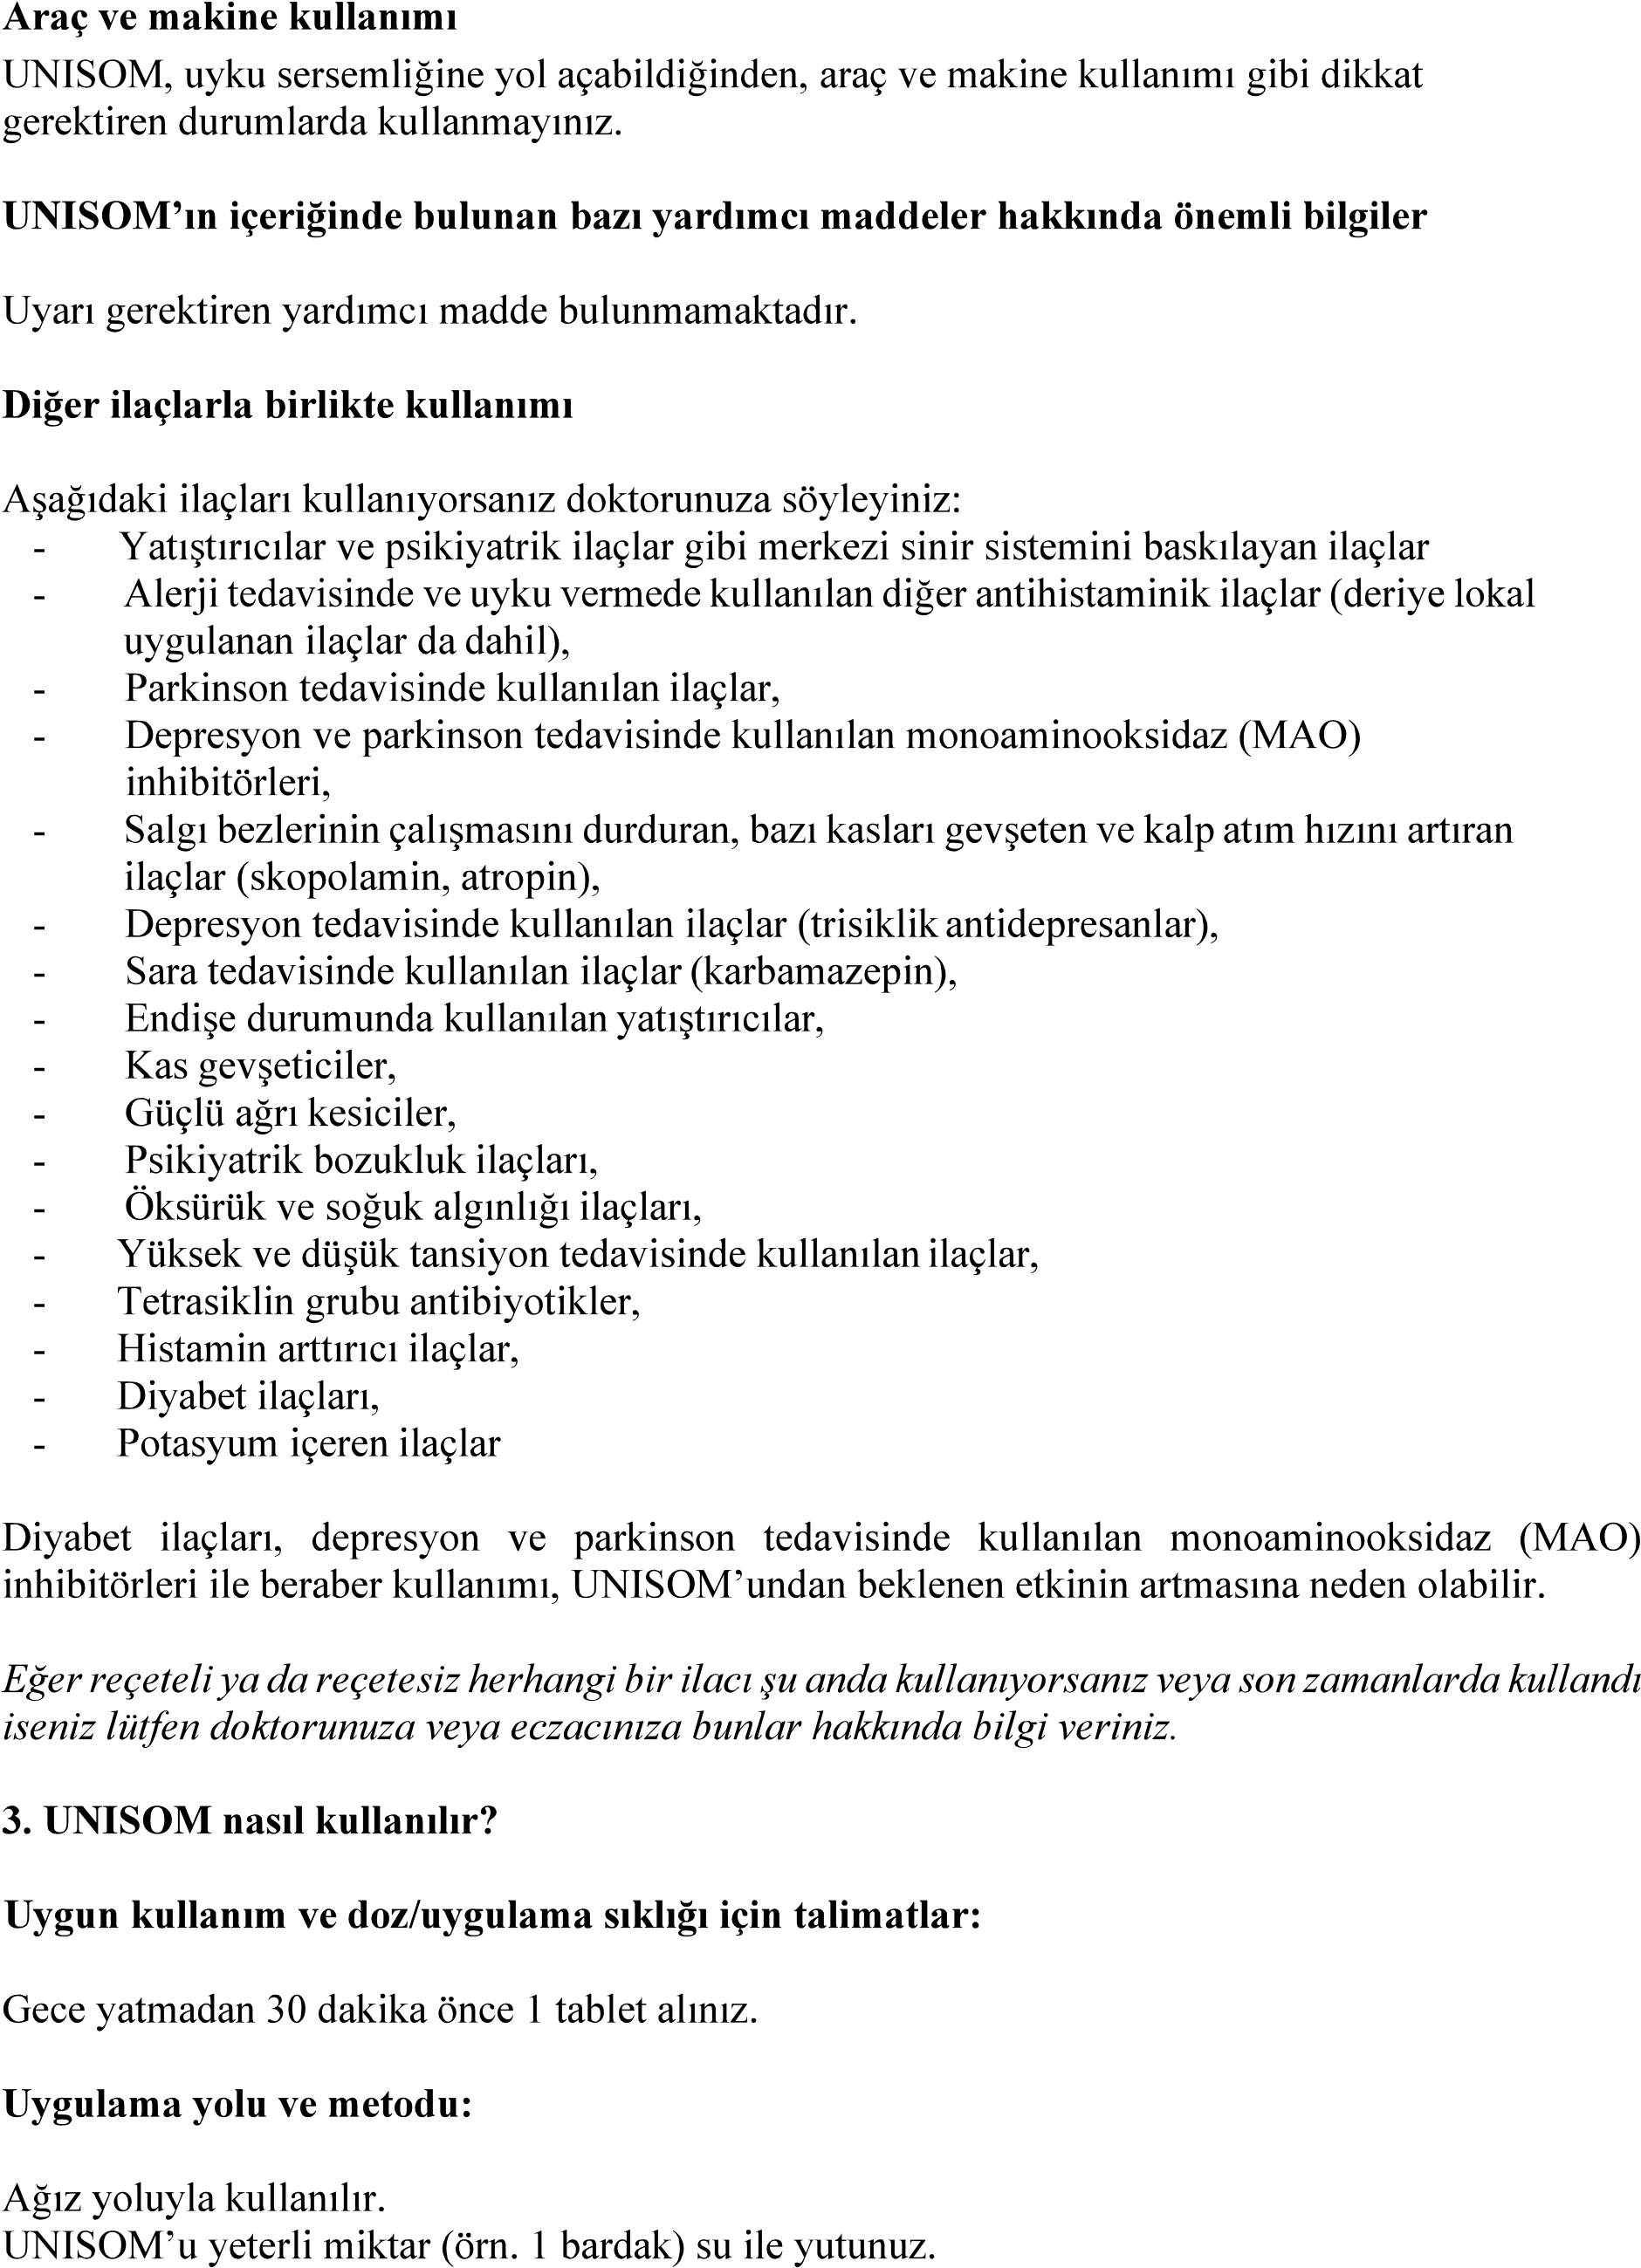 Araç ve makine kullanımı
UNISOM, uyku sersemliğine yol açabildiğinden, araç ve makine kullanımı gibi dikkat
gerektiren durumlarda kullanmayınız.
UNISOM’ın içeriğinde bulunan bazı yardımcı maddeler hakkında önemli bilgiler
Uyarı gerektiren yardımcı madde bulunmamaktadır.
Diğer ilaçlarla birlikte kullanımı
Aşağıdaki ilaçları kullanıyorsanız doktorunuza söyleyiniz:
- Yatıştırıcılar ve psikiyatrik ilaçlar gibi merkezi sinir sistemini baskılayan ilaçlar
- Alerji tedavisinde ve uyku vermede kullanılan diğer antihistaminik ilaçlar (deriye lokal
uygulanan ilaçlar da dahil),
- Parkinson tedavisinde kullanılan ilaçlar,
- Depresyon ve parkinson tedavisinde kullanılan monoaminooksidaz (MAO)
inhibitörleri,
- Salgı bezlerinin çalışmasını durduran, bazı kasları gevşeten ve kalp atım hızını artıran
ilaçlar (skopolamin, atropin),
- Depresyon tedavisinde kullanılan ilaçlar (trisiklik antidepresanlar),
- Sara tedavisinde kullanılan ilaçlar (karbamazepin),
- Endişe durumunda kullanılan yatıştırıcılar,
- Kas gevşeticiler,
- Güçlü ağrı kesiciler,
- Psikiyatrik bozukluk ilaçları,
- Öksürük ve soğuk algınlığı ilaçları,
- Yüksek ve düşük tansiyon tedavisinde kullanılan ilaçlar,
- Tetrasiklin grubu antibiyotikler,
- Histamin arttırıcı ilaçlar,
- Diyabet ilaçları,
- Potasyum içeren ilaçlar
Diyabet ilaçları, depresyon ve parkinson tedavisinde kullanılan monoaminooksidaz (MAO)
inhibitörleri ile beraber kullanımı, UNISOM’undan beklenen etkinin artmasına neden olabilir.
Eğer reçeteli ya da reçetesiz herhangi bir ilacı şu anda kullanıyorsanız veya son zamanlarda kullandı
iseniz lütfen doktorunuza veya eczacınıza bunlar hakkında bilgi veriniz.
3. UNISOM nasıl kullanılır?
Uygun kullanım ve doz/uygulama sıklığı için talimatlar:
Gece yatmadan 30 dakika önce 1 tablet alınız.
Uygulama yolu ve metodu:
Ağız yoluyla kullanılır.
UNISOM’u yeterli miktar (örn. 1 bardak) su ile yutunuz.